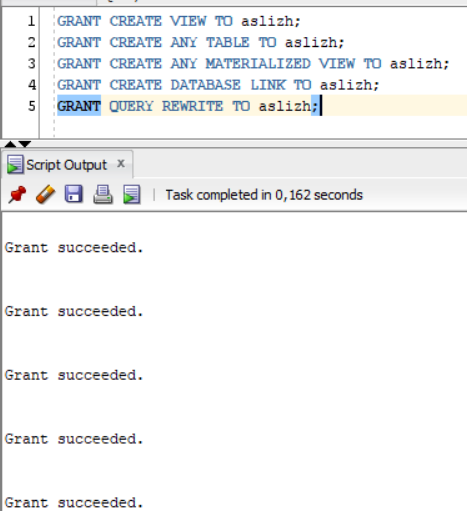 1 GRANT CREATE VIEW TO aslizh;
2 GRANT CREATE ANY TABLE TO aslizh;
3 GRANT CREATE ANY MATERIALIZED VIEW TO aslizh;
4 GRANT CREATE DATABASE LINK TO aslizh;
5 GRANT QUERY REWRITE TO aslizh;
Script Output x
Task completed in 0,162 seconds
Grant succeeded.
Grant succeeded.
Grant succeeded.
Grant succeeded.
Grant succeeded.